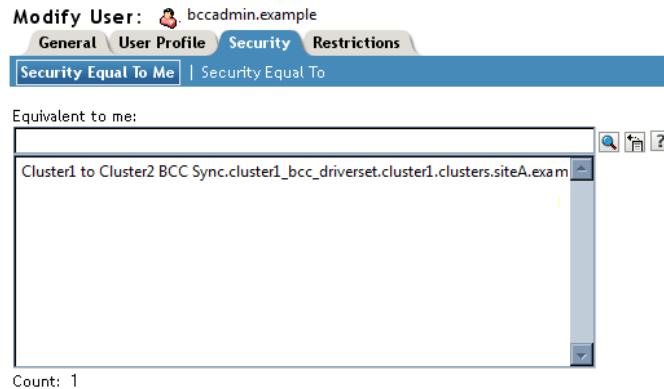 Modify User: bccadmin.example
General User Profile Security Restrictions
Security Equal To Me | Security Equal To
Equivalent to me:
?
Cluster1 to Cluster2 BCC Sync.cluster1_bcc_driverset.cluster1.clusters.siteA.exam
Count: 1